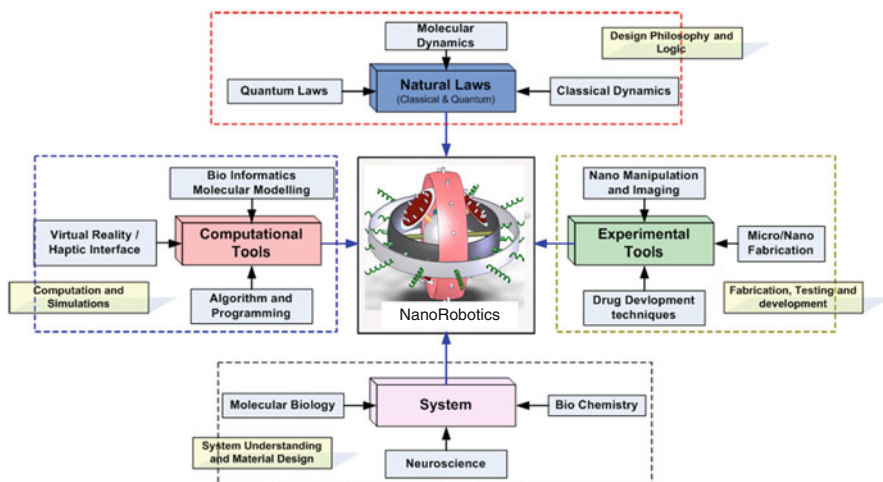 Molecular
Dynamics
Design Philosophy and
Logic
Natural Laws
(Classical & Quantum)
Quantum Laws
Classical Dynamics
Bio Informatics
Molecular Modelling
Virtual Reality /
Haptic Interface
Computational
Tools
Computation and
Simulations
Algorithm and
Programming
NanoRobotics
Nano Manipulation
and Imaging
Experimental
Tools
Micro/Nano
Fabrication
Drug Devlopment
techniques
Fabrication, Testing and
development
Molecular Biology
System
Bio Chemistry
System Understanding
and Material Design
Neuroscience